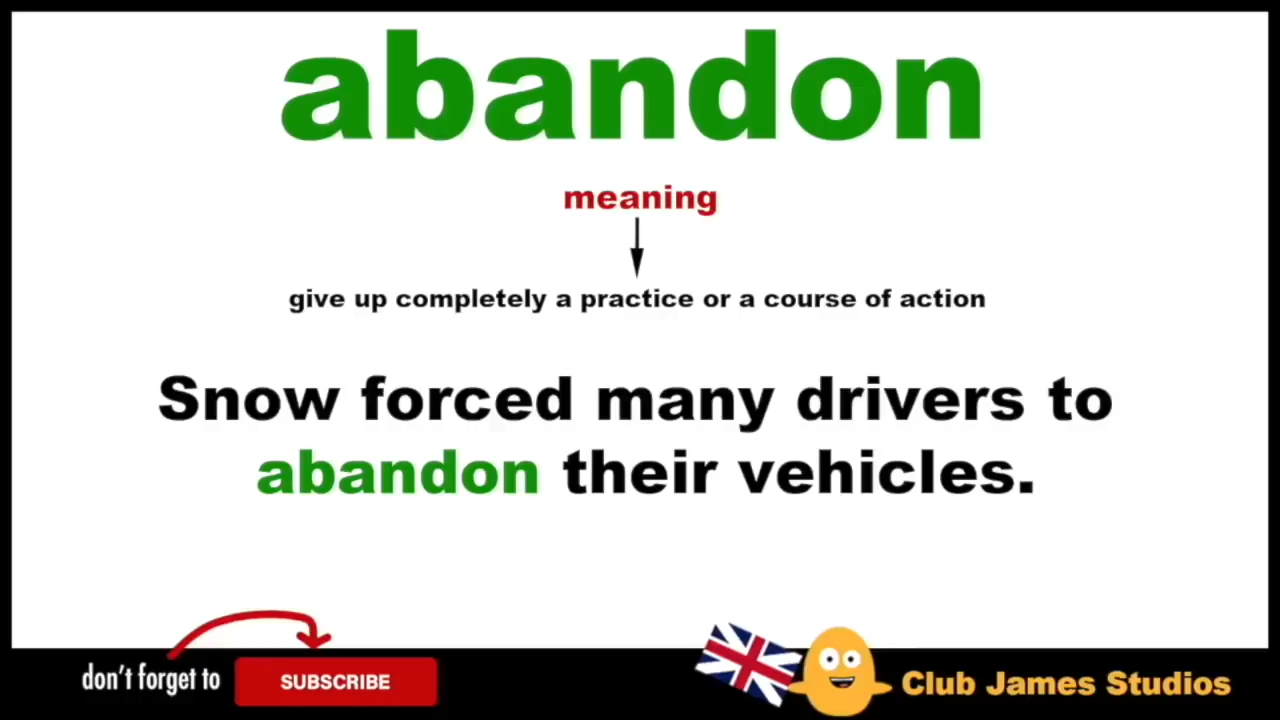 abandon
meaning
give up completely a practice or a course of action
Snow forced many drivers to
abandon their vehicles.
don't forget to
SUBSCRIBE
Club James Studios